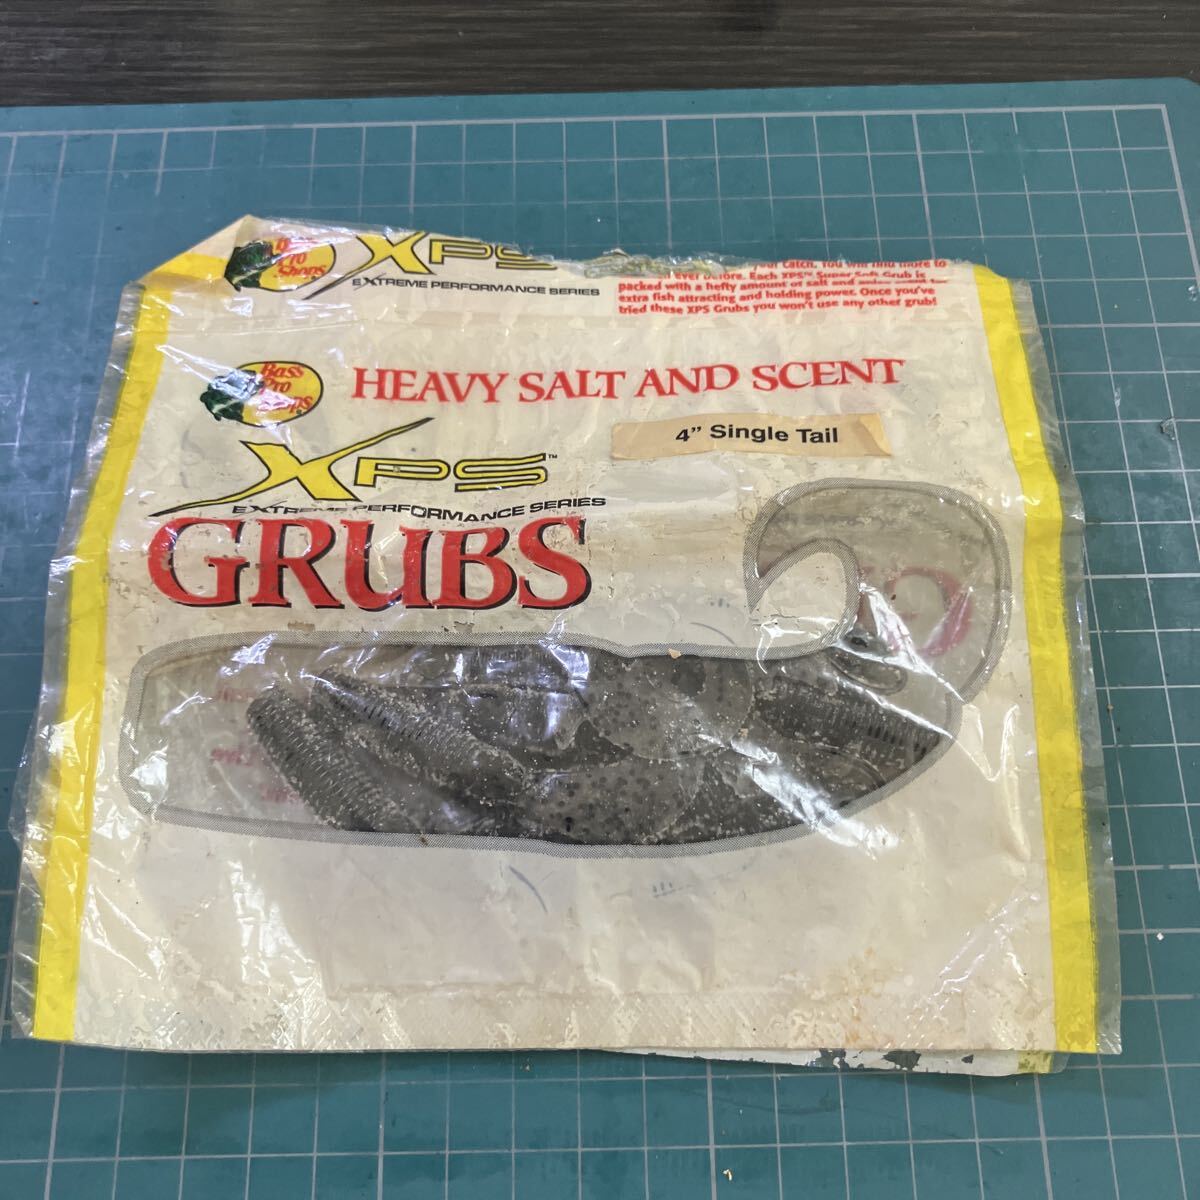 Bass
Pro
Shops
XPS
EXTREME PERFORMANCE SERIES
your catch. You will find more to
ever before. Each XPS™ Super Soft Grub is
packed with a hefty amount of salt and
extra fish attracting and holding power. Once you've
tried these XPS Grubs you won't use any other grub!
Bass
Pro
Shops
HEAVY SALT AND SCENT
4" Single Tail
XPS™
EXTREME PERFORMANCE SERIES
GRUBS